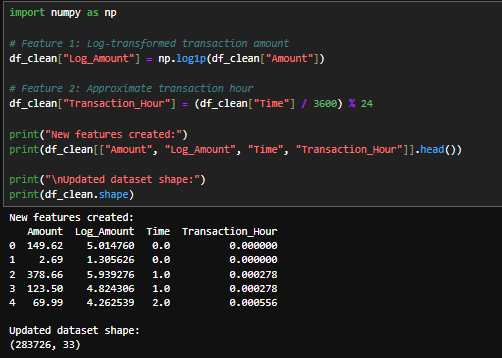 import numpy as np
# Feature 1: Log-transformed transaction amount
df_clean["Log_Amount"] = np.log1p(df_clean["Amount"])
# Feature 2: Approximate transaction hour
df_clean["Transaction_Hour"] = (df_clean["Time"] / 3600) % 24
print("New features created:")
print(df_clean[["Amount", "Log_Amount", "Time", "Transaction_Hour"]].head())
print("\nUpdated dataset shape:")
print(df_clean.shape)
New features created:
   Amount  Log_Amount  Time  Transaction_Hour
0  149.62    5.014760   0.0          0.000000
1    2.69    1.305626   0.0          0.000000
2  378.66    5.939276   1.0          0.000278
3  123.50    4.824306   1.0          0.000278
4   69.99    4.262539   2.0          0.000556
Updated dataset shape:
(283726, 33)